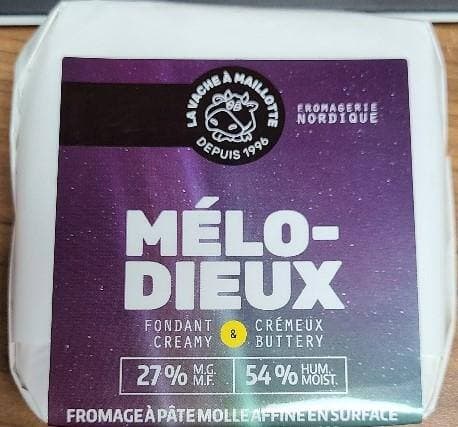 LA VACHE À MAILLOTTE
DEPUIS 1996
FROMAGERIE
NORDIQUE
MÉLO-
DIEUX
FONDANT & CRÉMEUX
CREAMY BUTTERY
27% M.G. 54% HUM.
M.F. MOIST.
FROMAGE À PÂTE MOLLE AFFINÉ EN SURFACE